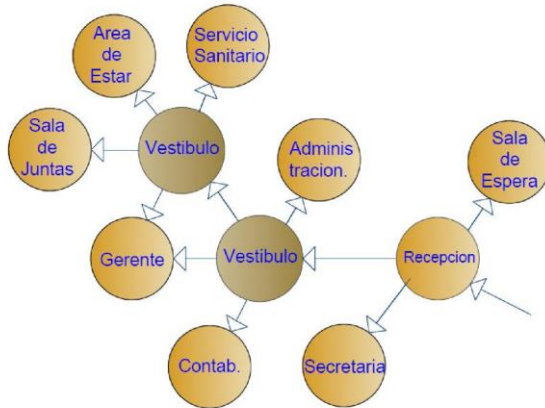 Area
de
Estar
Servicio
Sanitario
Sala
de
Juntas
Vestibulo
Adminis
tracion.
Sala
de
Espera
Gerente
Vestibulo
Recepcion
Contab.
Secretaria